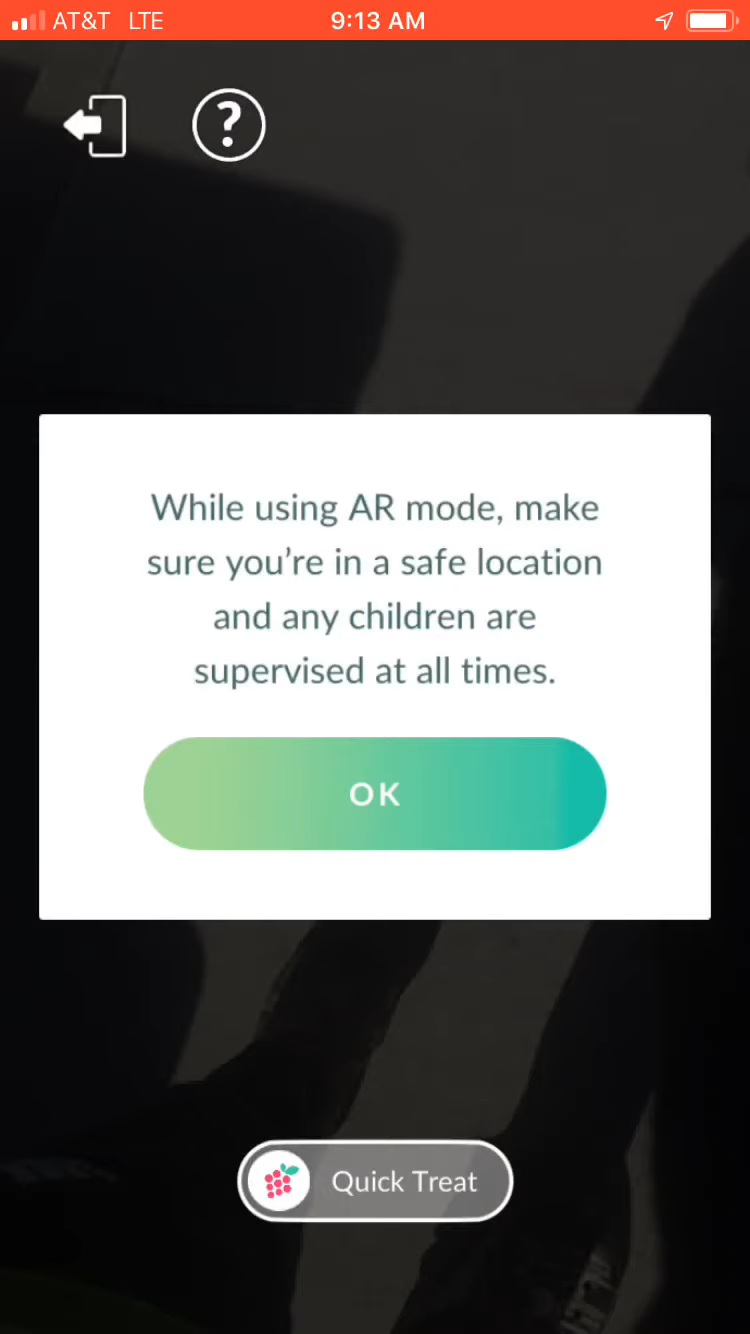 AT&T LTE 9:13 AM
?
While using AR mode, make
sure you’re in a safe location
and any children are
supervised at all times.
OK
Quick Treat